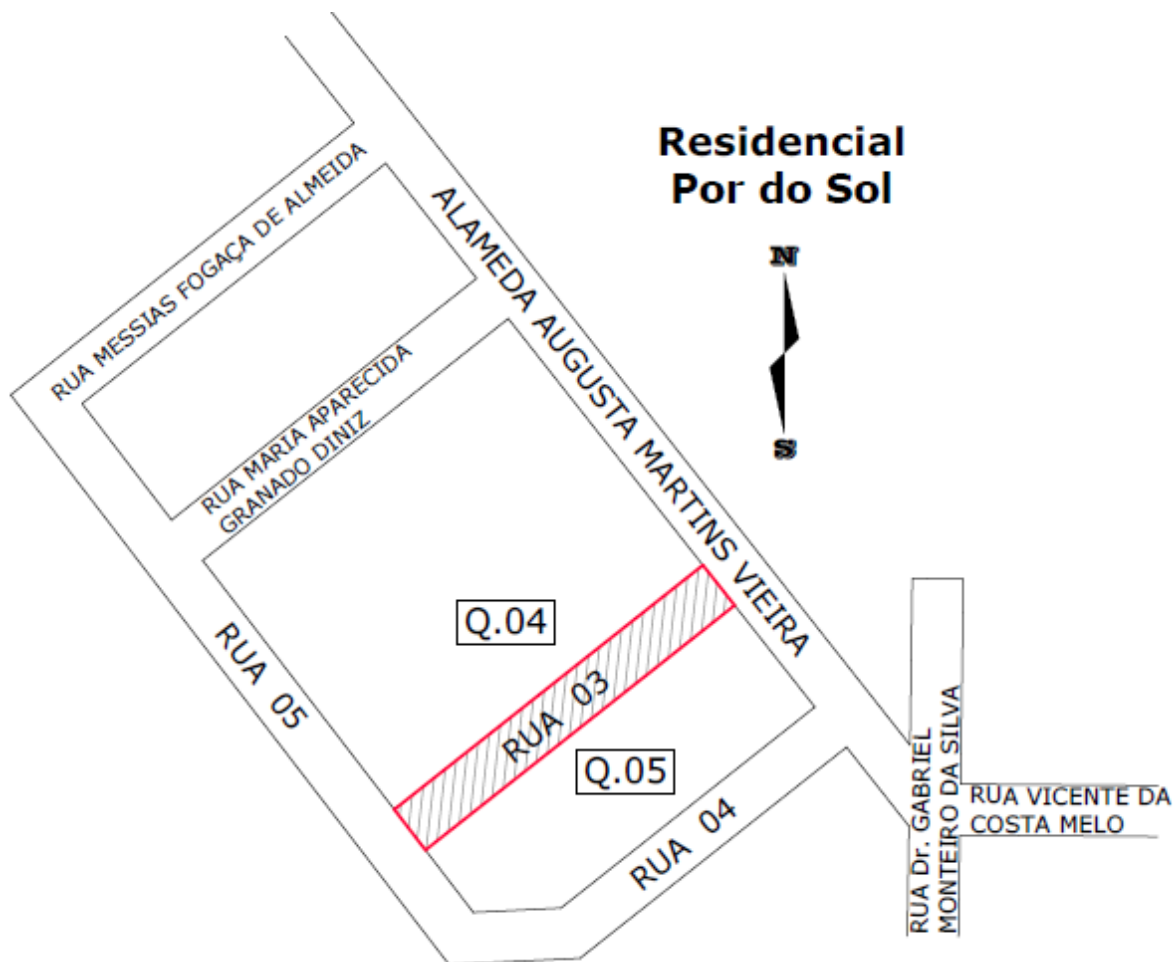 Residencial
Por do Sol
RUA MESSIAS FOGAÇA DE ALMEIDA
ALAMEDA AUGUSTA MARTINS VIEIRA
N
S
RUA MARIA APARECIDA
GRANADO DINIZ
Q.04
RUA 05
RUA 03
Q.05
RUA 04
RUA Dr. GABRIEL
MONTEIRO DA SILVA
RUA VICENTE DA
COSTA MELO